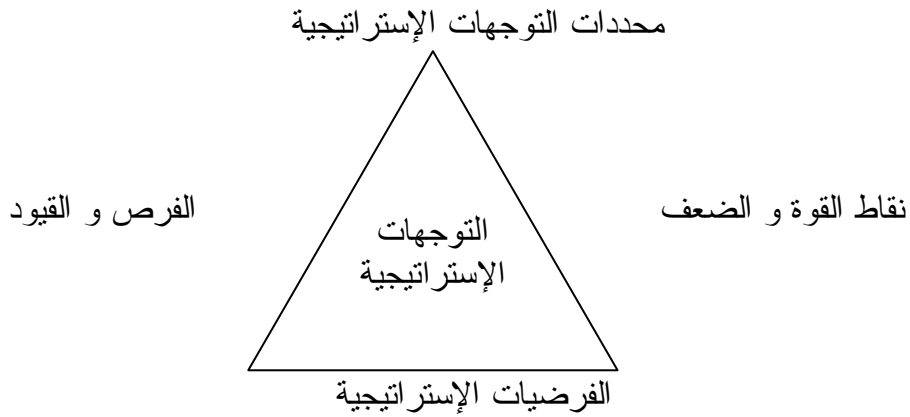 محددات التوجهات الإستراتيجية
نقاط القوة و الضعف
الفرص و القيود
التوجهات
الإستراتيجية
الفرضيات الإستراتيجية